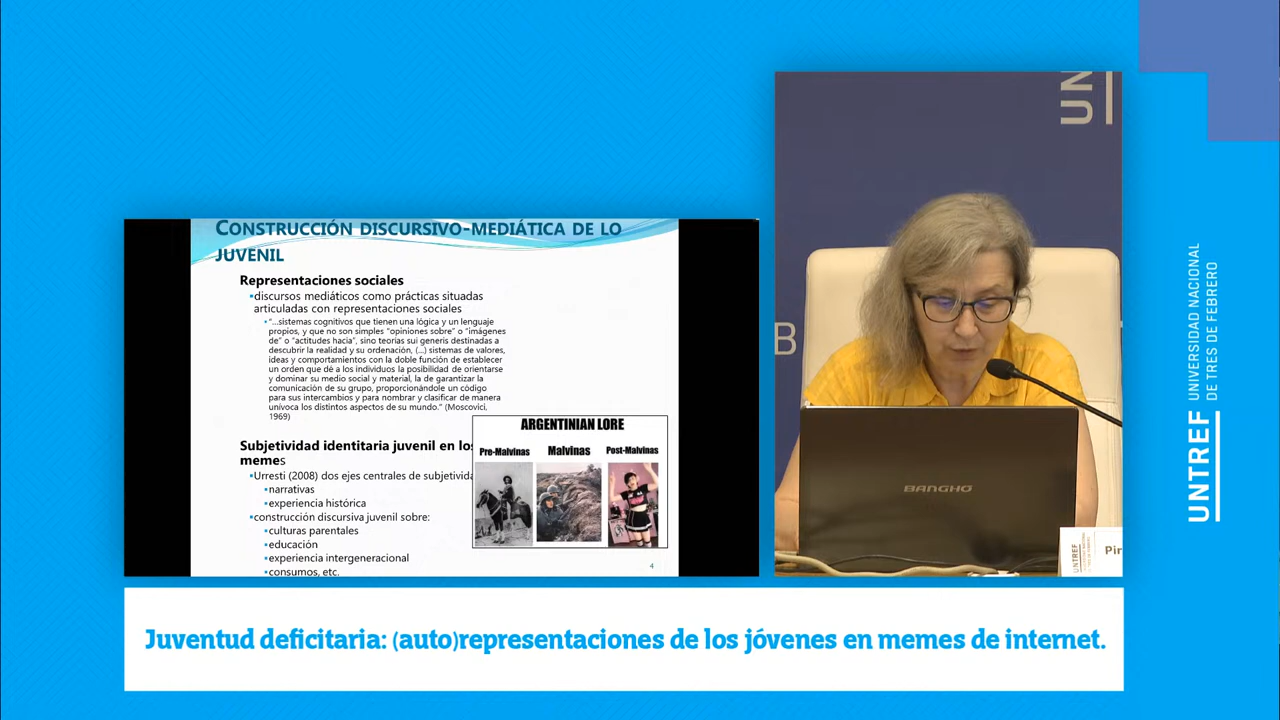 CONSTRUCCIÓN DISCURSIVO-MEDIÁTICA DE LO
JUVENIL
Representaciones sociales
▪discursos mediáticos como prácticas situadas
articuladas con representaciones sociales
▪"...sistemas cognitivos que tienen una lógica y un lenguaje
propios, y que no son simples "opiniones sobre" o "imágenes
de" o "actitudes hacia", sino teorías sui generis destinadas a
descubrir la realidad y su ordenación, (...) sistemas de valores,
ideas y comportamientos con la doble función de establecer
un orden que dé a los individuos la posibilidad de orientarse
y dominar su medio social y material, la de garantizar la
comunicación de su grupo, proporcionándole un código
para sus intercambios y para nombrar y clasificar de manera
unívoca los distintos aspectos de su mundo." (Moscovici,
1969)
Subjetividad identitaria juvenil en los
memes
▪Urresti (2008) dos ejes centrales de subjetivida
▪narrativas
▪experiencia histórica
▪construcción discursiva juvenil sobre:
▪culturas parentales
▪educación
▪experiencia intergeneracional
▪consumos, etc.
ARGENTINIAN LORE
Pre-Malvinas
Malvinas
Post-Malvinas
4
UN
B
BANGHO
UNTREF
Pir
Juventud deficitaria: (auto)representaciones de los jóvenes en memes de internet.
UNTREF
UNIVERSIDAD NACIONAL
DE TRES DE FEBRERO